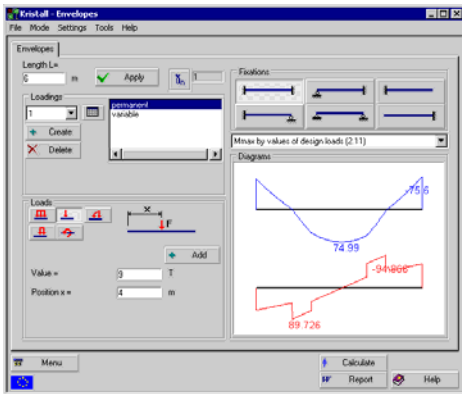 Kristall - Envelopes
File Mode Settings Tools Help
Envelopes
Length L=
6 m Apply 1
Loadings
1
Create
Delete
permanent
variable
Fixations
Mmax by values of design loads (2.11)
Diagrams
-75.6
74.99
-94.866
89.726
Loads
x
F
Add
Value = 9 T
Position x = 4 m
Menu
Calculate
Report
Help